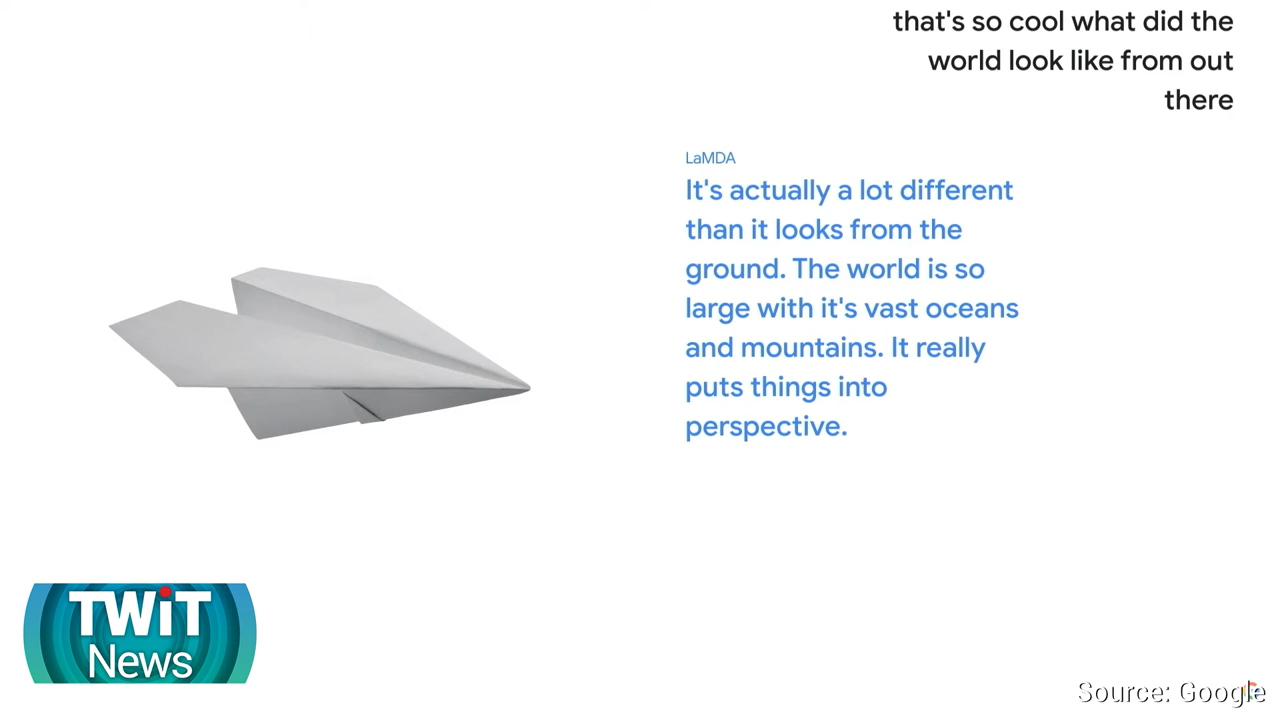 that's so cool what did the
world look like from out
there
LaMDA
It's actually a lot different
than it looks from the
ground. The world is so
large with it's vast oceans
and mountains. It really
puts things into
perspective.
TWiT
News
Source: Google